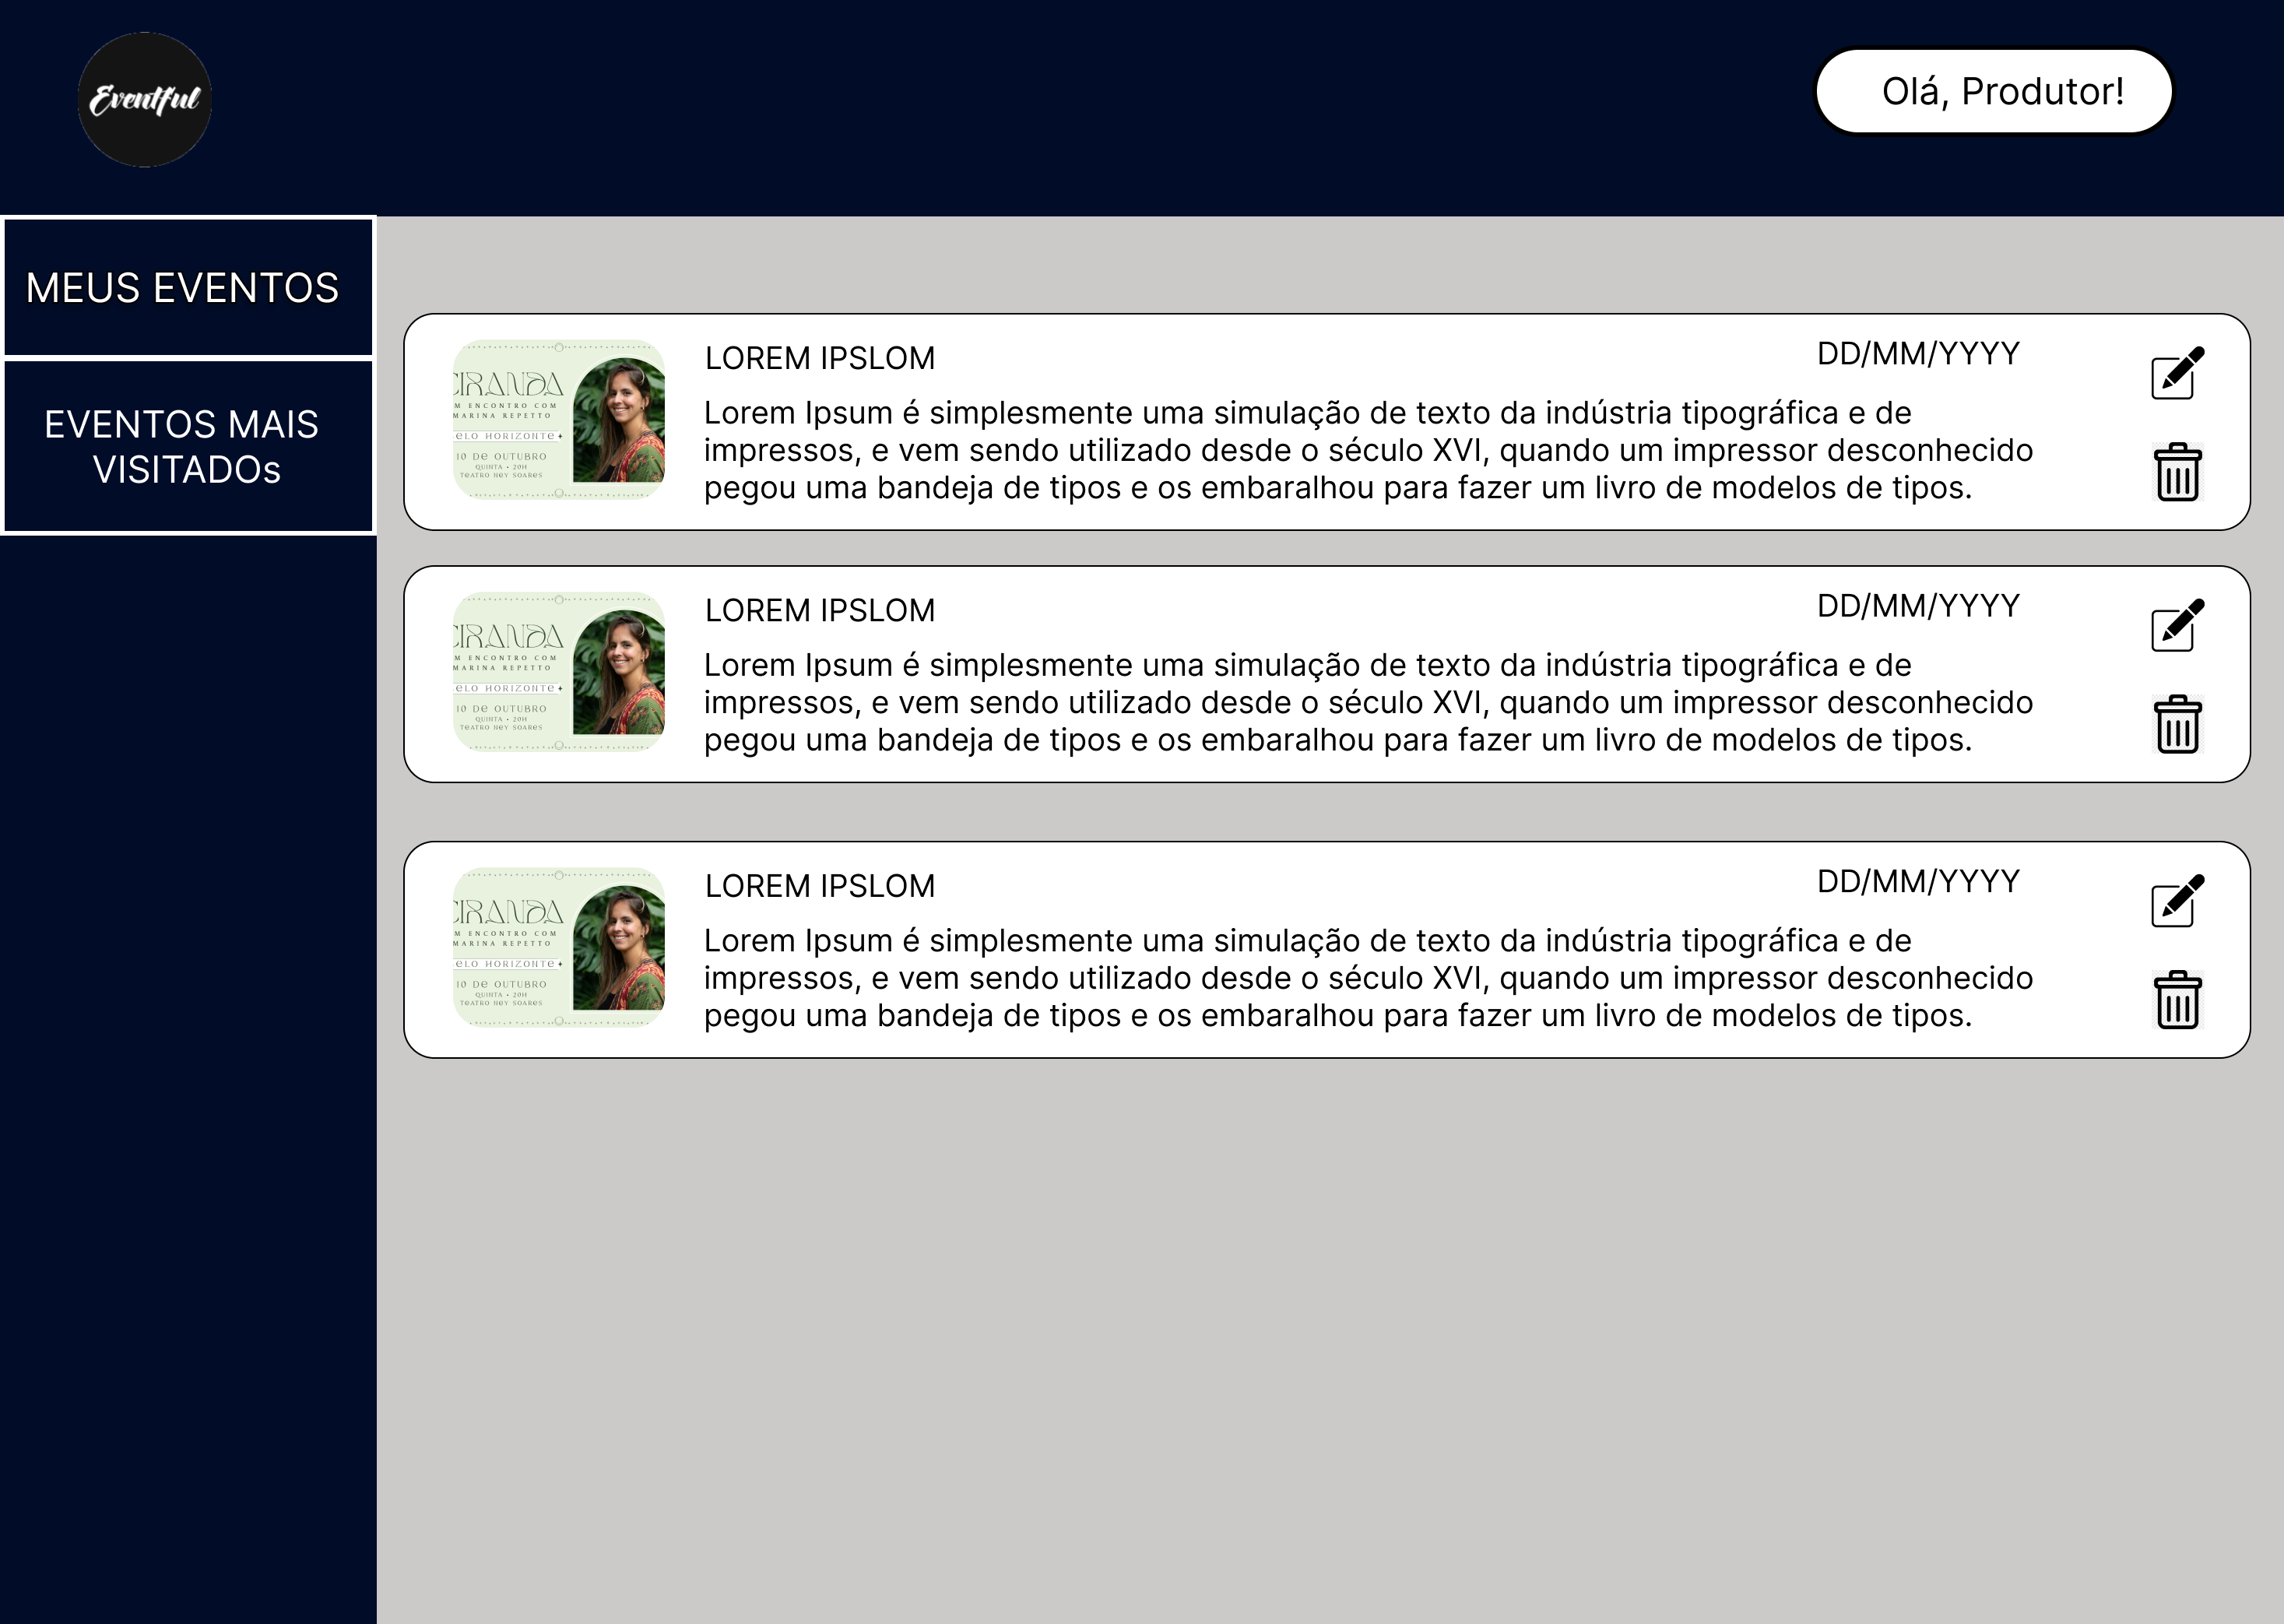 Eventful
Olá, Produtor!
MEUS EVENTOS
EVENTOS MAIS
VISITADOs
LOREM IPSLOM
DD/MM/YYYY
Lorem Ipsum é simplesmente uma simulação de texto da indústria tipográfica e de
impressos, e vem sendo utilizado desde o século XVI, quando um impressor desconhecido
pegou uma bandeja de tipos e os embaralhou para fazer um livro de modelos de tipos.
CIRANDA
M ENCONTRO COM
MARINA REPETTO
ELO HORIZONTE
10 DE OUTUBRO
QUINTA • 20H
TEATRO NEY SOARES
LOREM IPSLOM
DD/MM/YYYY
Lorem Ipsum é simplesmente uma simulação de texto da indústria tipográfica e de
impressos, e vem sendo utilizado desde o século XVI, quando um impressor desconhecido
pegou uma bandeja de tipos e os embaralhou para fazer um livro de modelos de tipos.
CIRANDA
M ENCONTRO COM
MARINA REPETTO
ELO HORIZONTE
10 DE OUTUBRO
QUINTA • 20H
TEATRO NEY SOARES
LOREM IPSLOM
DD/MM/YYYY
Lorem Ipsum é simplesmente uma simulação de texto da indústria tipográfica e de
impressos, e vem sendo utilizado desde o século XVI, quando um impressor desconhecido
pegou uma bandeja de tipos e os embaralhou para fazer um livro de modelos de tipos.
CIRANDA
M ENCONTRO COM
MARINA REPETTO
ELO HORIZONTE
10 DE OUTUBRO
QUINTA • 20H
TEATRO NEY SOARES